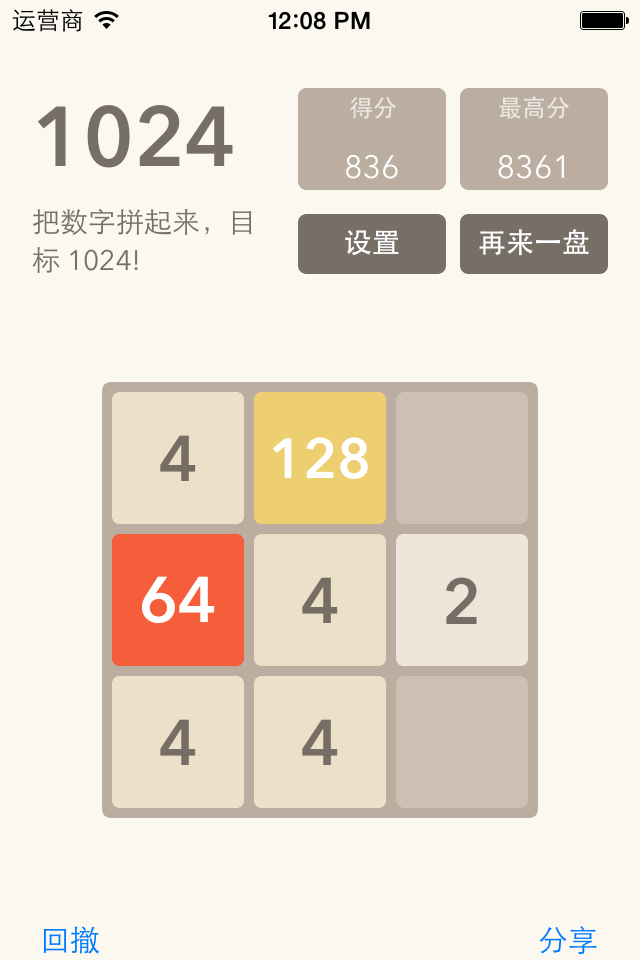 运营商 12:08 PM
1024
得分
836
最高分
8361
把数字拼起来，目
标 1024!
设置
再来一盘
4 128
64 4 2
4 4
回撤
分享